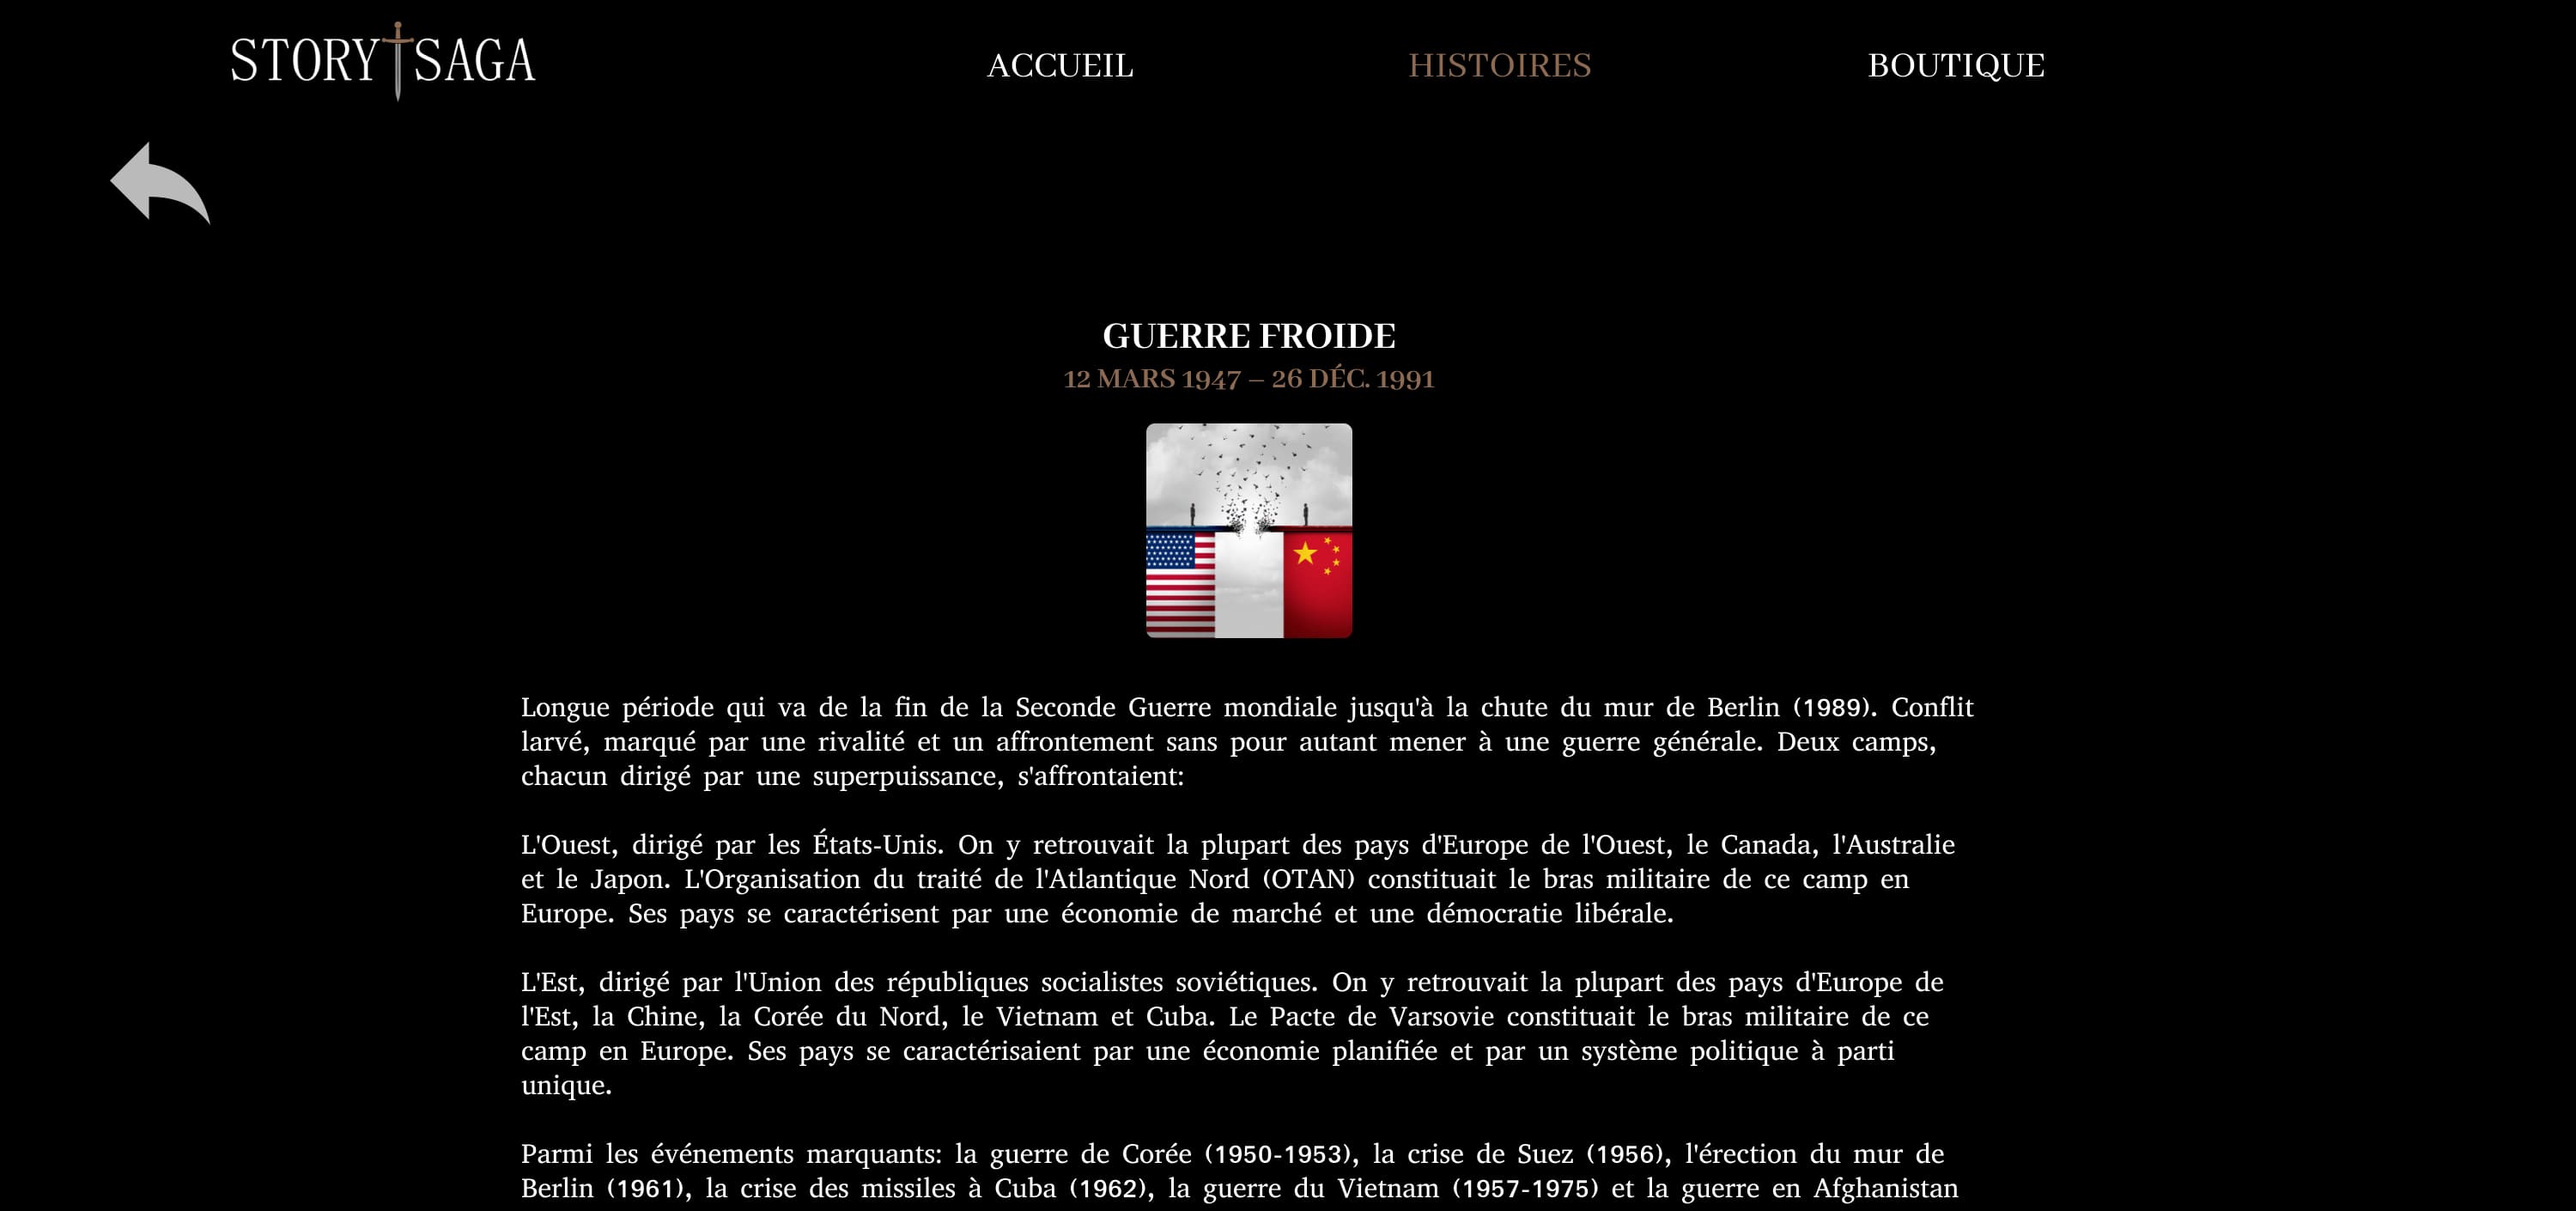 STORY SAGA
ACCUEIL
HISTOIRES
BOUTIQUE
GUERRE FROIDE
12 MARS 1947 – 26 DÉC. 1991
Longue période qui va de la fin de la Seconde Guerre mondiale jusqu'à la chute du mur de Berlin (1989). Conflit
larvé, marqué par une rivalité et un affrontement sans pour autant mener à une guerre générale. Deux camps,
chacun dirigé par une superpuissance, s'affrontaient:
L'Ouest, dirigé par les États-Unis. On y retrouvait la plupart des pays d'Europe de l'Ouest, le Canada, l'Australie
et le Japon. L'Organisation du traité de l'Atlantique Nord (OTAN) constituait le bras militaire de ce camp en
Europe. Ses pays se caractérisent par une économie de marché et une démocratie libérale.
L'Est, dirigé par l'Union des républiques socialistes soviétiques. On y retrouvait la plupart des pays d'Europe de
l'Est, la Chine, la Corée du Nord, le Vietnam et Cuba. Le Pacte de Varsovie constituait le bras militaire de ce
camp en Europe. Ses pays se caractérisaient par une économie planifiée et par un système politique à parti
unique.
Parmi les événements marquants: la guerre de Corée (1950-1953), la crise de Suez (1956), l'érection du mur de
Berlin (1961), la crise des missiles à Cuba (1962), la guerre du Vietnam (1957-1975) et la guerre en Afghanistan